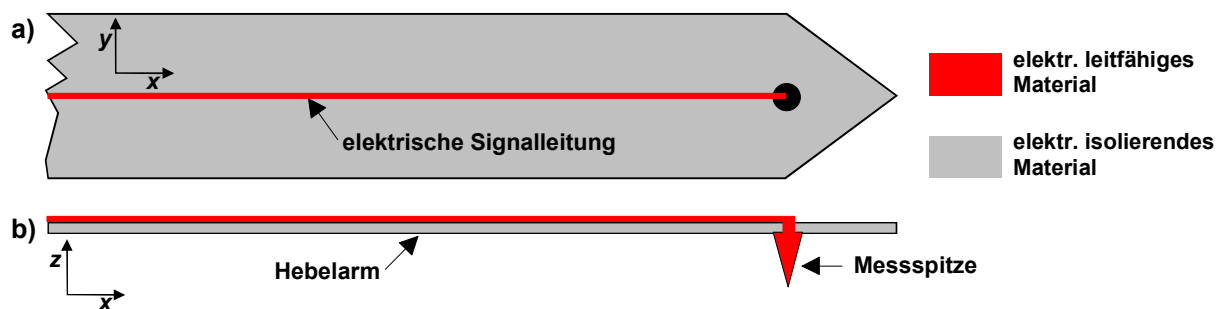 a)
y
x
elektrische Signalleitung
elektr. leitfähiges
Material
elektr. isolierendes
Material
b)
z
x
Hebelarm
Messspitze